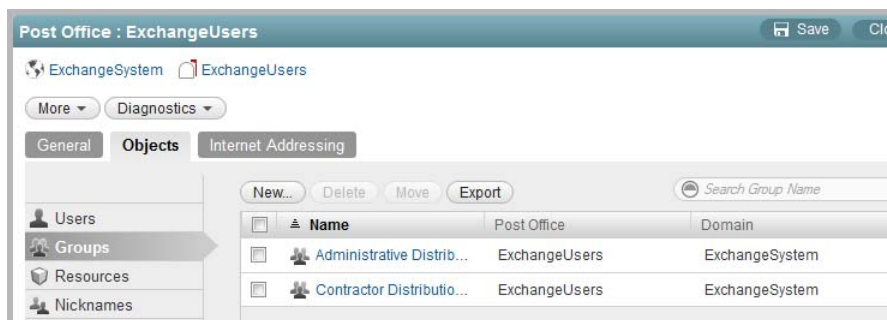 Post Office : ExchangeUsers Save
ExchangeSystem ExchangeUsers
More Diagnostics
General Objects Internet Addressing
New... Delete Move Export Search Group Name
Users
Groups
Resources
Nicknames
Name Post Office Domain
Administrative Distrib... ExchangeUsers ExchangeSystem
Contractor Distributio... ExchangeUsers ExchangeSystem